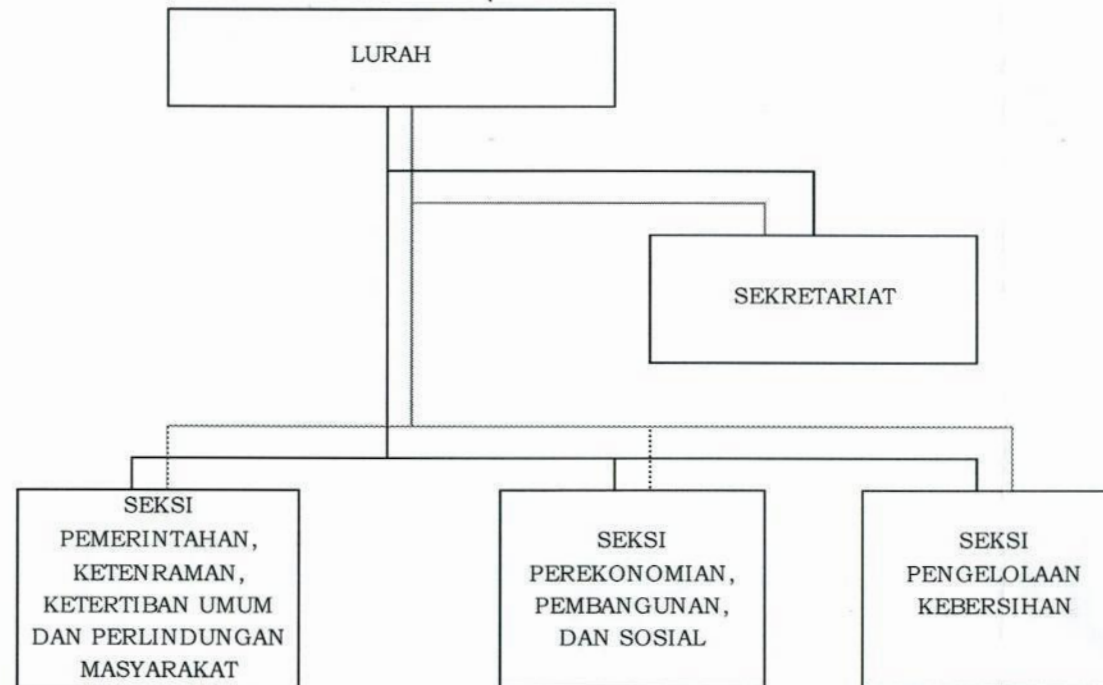 LURAH
SEKRETARIAT
SEKSI
PEMERINTAHAN,
KETENRAMAN,
KETERTIBAN UMUM
DAN PERLINDUNGAN
MASYARAKAT
SEKSI
PEREKONOMIAN,
PEMBANGUNAN,
DAN SOSIAL
SEKSI
PENGELOLAAN
KEBERSIHAN